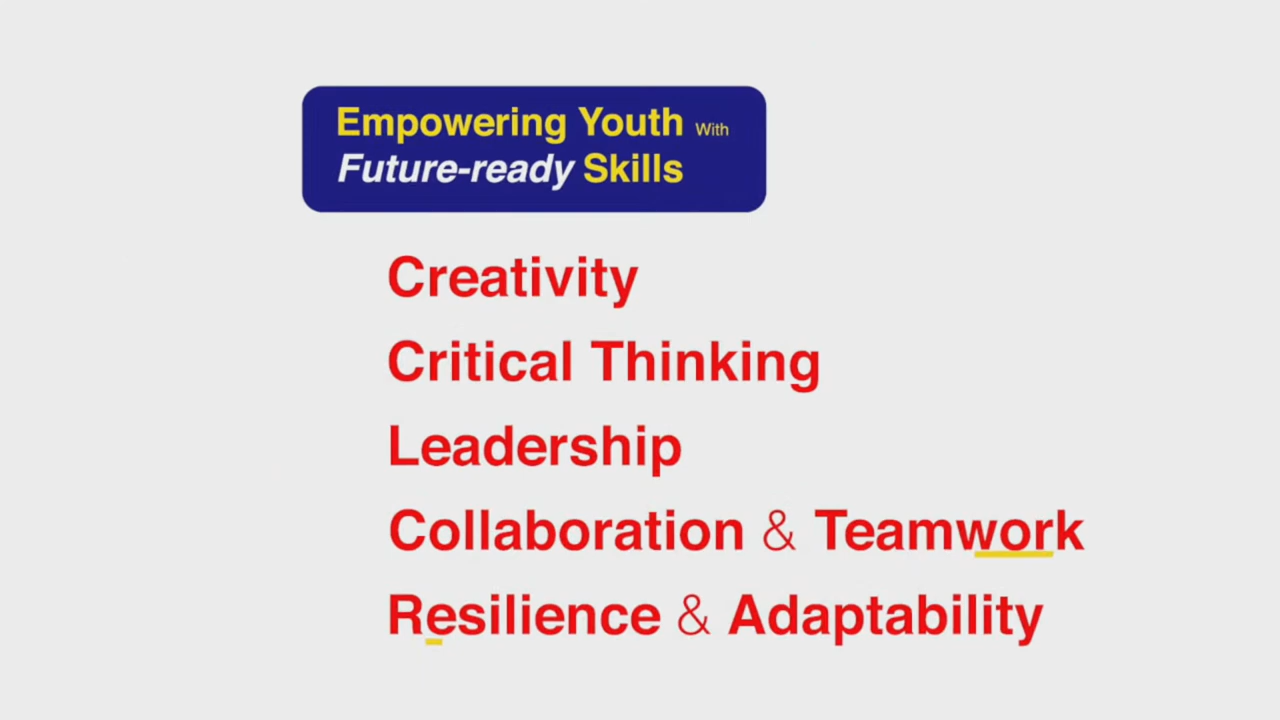 Empowering Youth With
Future-ready Skills
Creativity
Critical Thinking
Leadership
Collaboration & Teamwork
Resilience & Adaptability